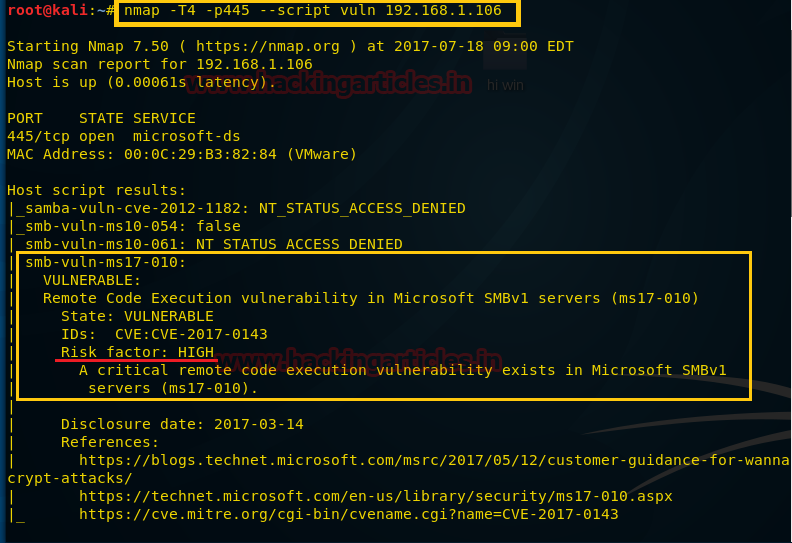 root@kali:~# nmap -T4 -p445 --script vuln 192.168.1.106
Starting Nmap 7.50 ( https://nmap.org ) at 2017-07-18 09:00 EDT
Nmap scan report for 192.168.1.106
Host is up (0.00061s latency).
www.hackingarticles.in
hi win
PORT    STATE SERVICE
445/tcp open  microsoft-ds
MAC Address: 00:0C:29:B3:82:84 (VMware)
Host script results:
|_samba-vuln-cve-2012-1182: NT_STATUS_ACCESS_DENIED
|_smb-vuln-ms10-054: false
|_smb-vuln-ms10-061: NT_STATUS_ACCESS_DENIED
| smb-vuln-ms17-010:
|   VULNERABLE:
|   Remote Code Execution vulnerability in Microsoft SMBv1 servers (ms17-010)
|     State: VULNERABLE
|     IDs:  CVE:CVE-2017-0143
|     Risk factor: HIGH
www.hackingarticles.in
|       A critical remote code execution vulnerability exists in Microsoft SMBv1
|        servers (ms17-010).
|
|     Disclosure date: 2017-03-14
|     References:
|       https://blogs.technet.microsoft.com/msrc/2017/05/12/customer-guidance-for-wanna
crypt-attacks/
|       https://technet.microsoft.com/en-us/library/security/ms17-010.aspx
|_      https://cve.mitre.org/cgi-bin/cvename.cgi?name=CVE-2017-0143